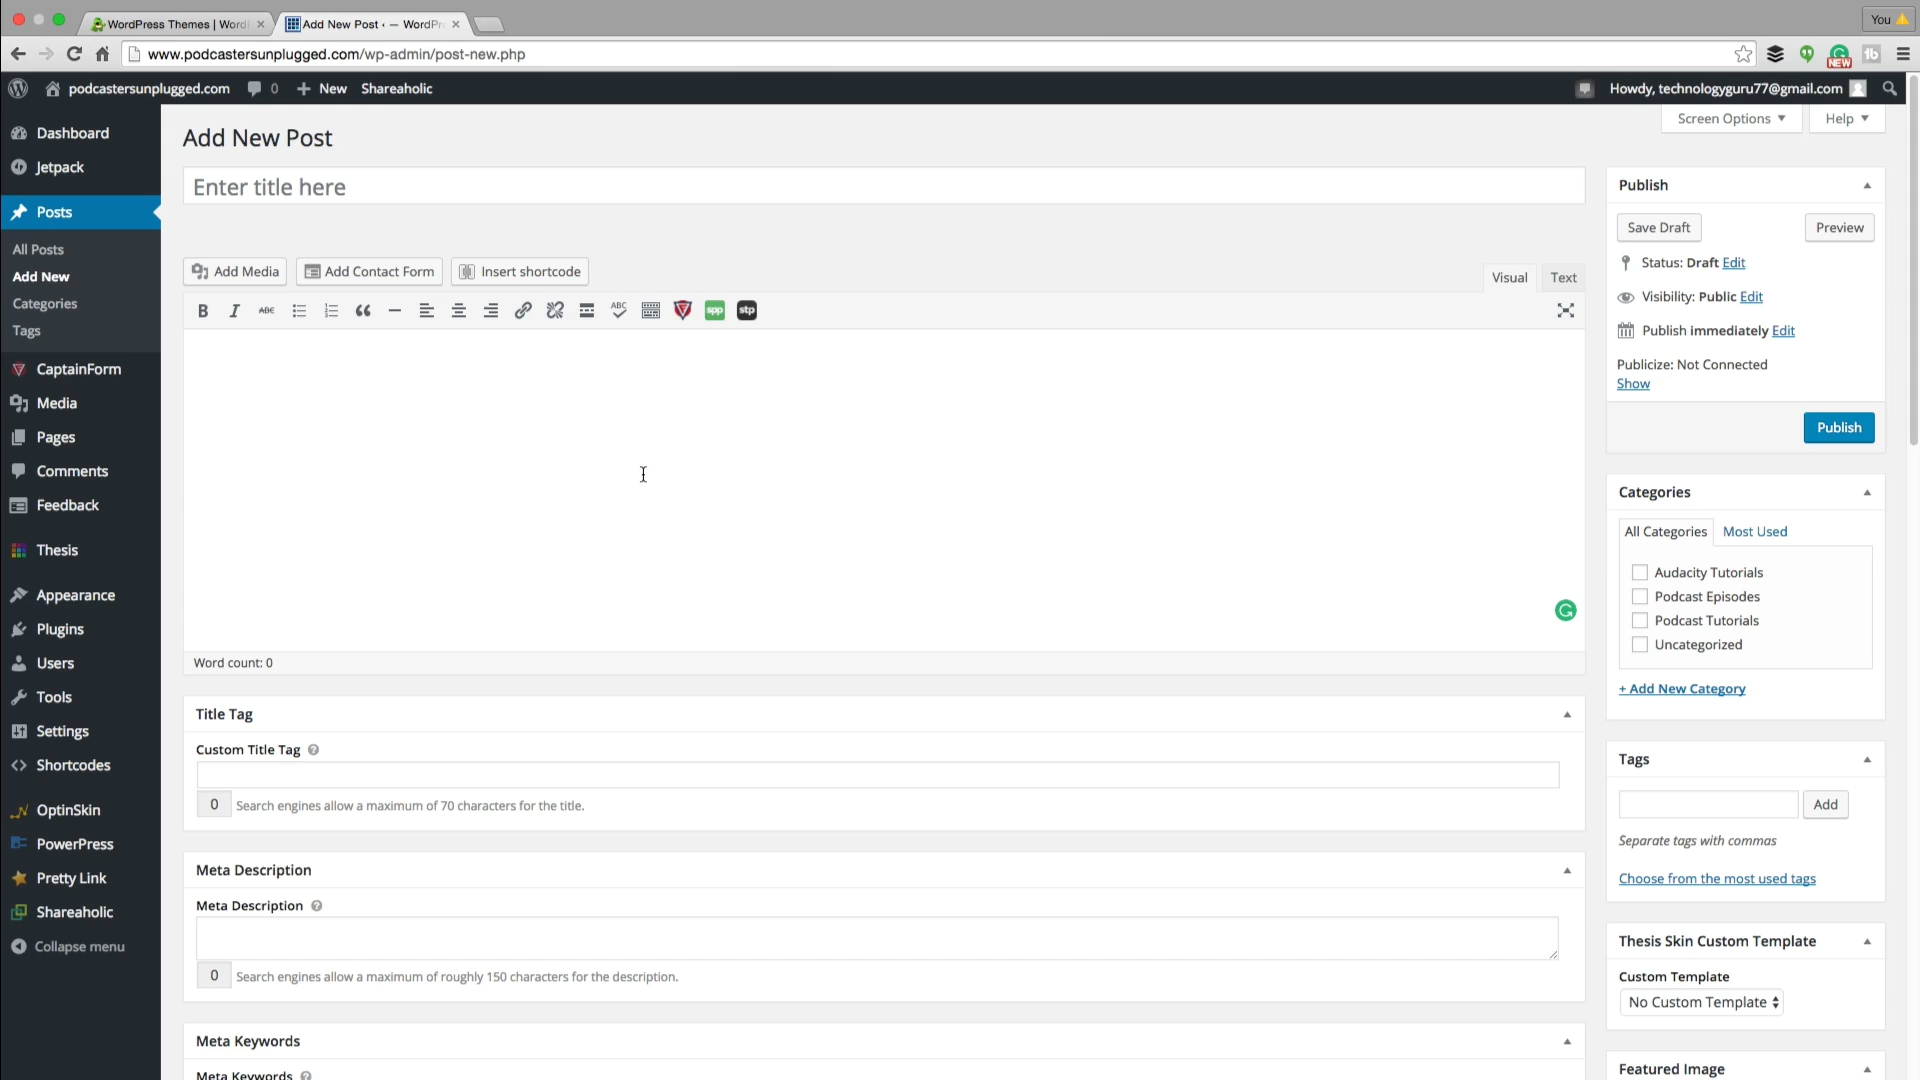 WordPress Themes | Word
Add New Post ‹ — WordPr
You
www.podcastersunplugged.com/wp-admin/post-new.php
NEW
podcastersunplugged.com
0
New
Shareaholic
Howdy, technologyguru77@gmail.com
Screen Options
Help
Dashboard
Jetpack
Posts
All Posts
Add New
Categories
Tags
CaptainForm
Media
Pages
Comments
Feedback
Thesis
Appearance
Plugins
Users
Tools
Settings
Shortcodes
OptinSkin
PowerPress
Pretty Link
Shareaholic
Collapse menu
Add New Post
Enter title here
Add Media
Add Contact Form
Insert shortcode
Visual
Text
B I ABC ABC spp stp
Word count: 0
Title Tag
Custom Title Tag
0 Search engines allow a maximum of 70 characters for the title.
Meta Description
Meta Description
0 Search engines allow a maximum of roughly 150 characters for the description.
Meta Keywords
Meta Keywords
Publish
Save Draft
Preview
Status: Draft Edit
Visibility: Public Edit
Publish immediately Edit
Publicize: Not Connected
Show
Publish
Categories
All Categories
Most Used
Audacity Tutorials
Podcast Episodes
Podcast Tutorials
Uncategorized
+ Add New Category
Tags
Add
Separate tags with commas
Choose from the most used tags
Thesis Skin Custom Template
Custom Template
No Custom Template
Featured Image